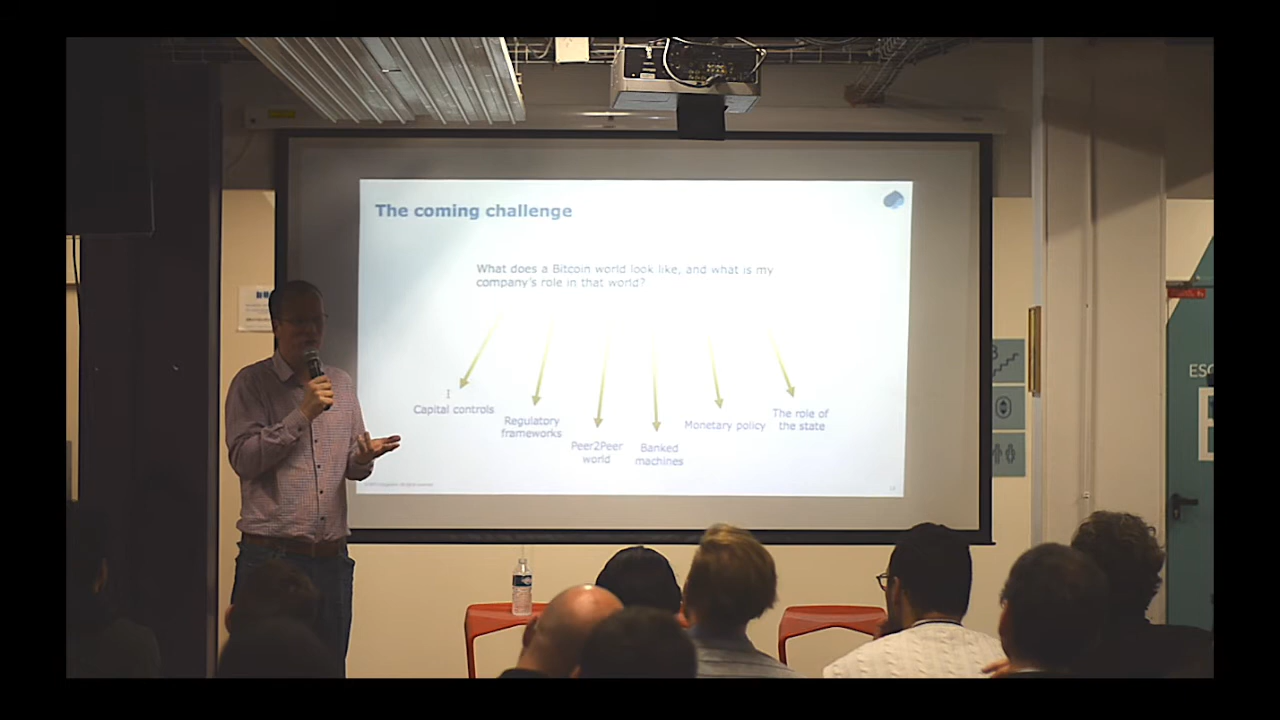 The coming challenge
What does a Bitcoin world look like, and what is my
company's role in that world?
Capital controls
Regulatory
frameworks
Peer2Peer
world
Banked
machines
Monetary policy
The role of
the state
ESC